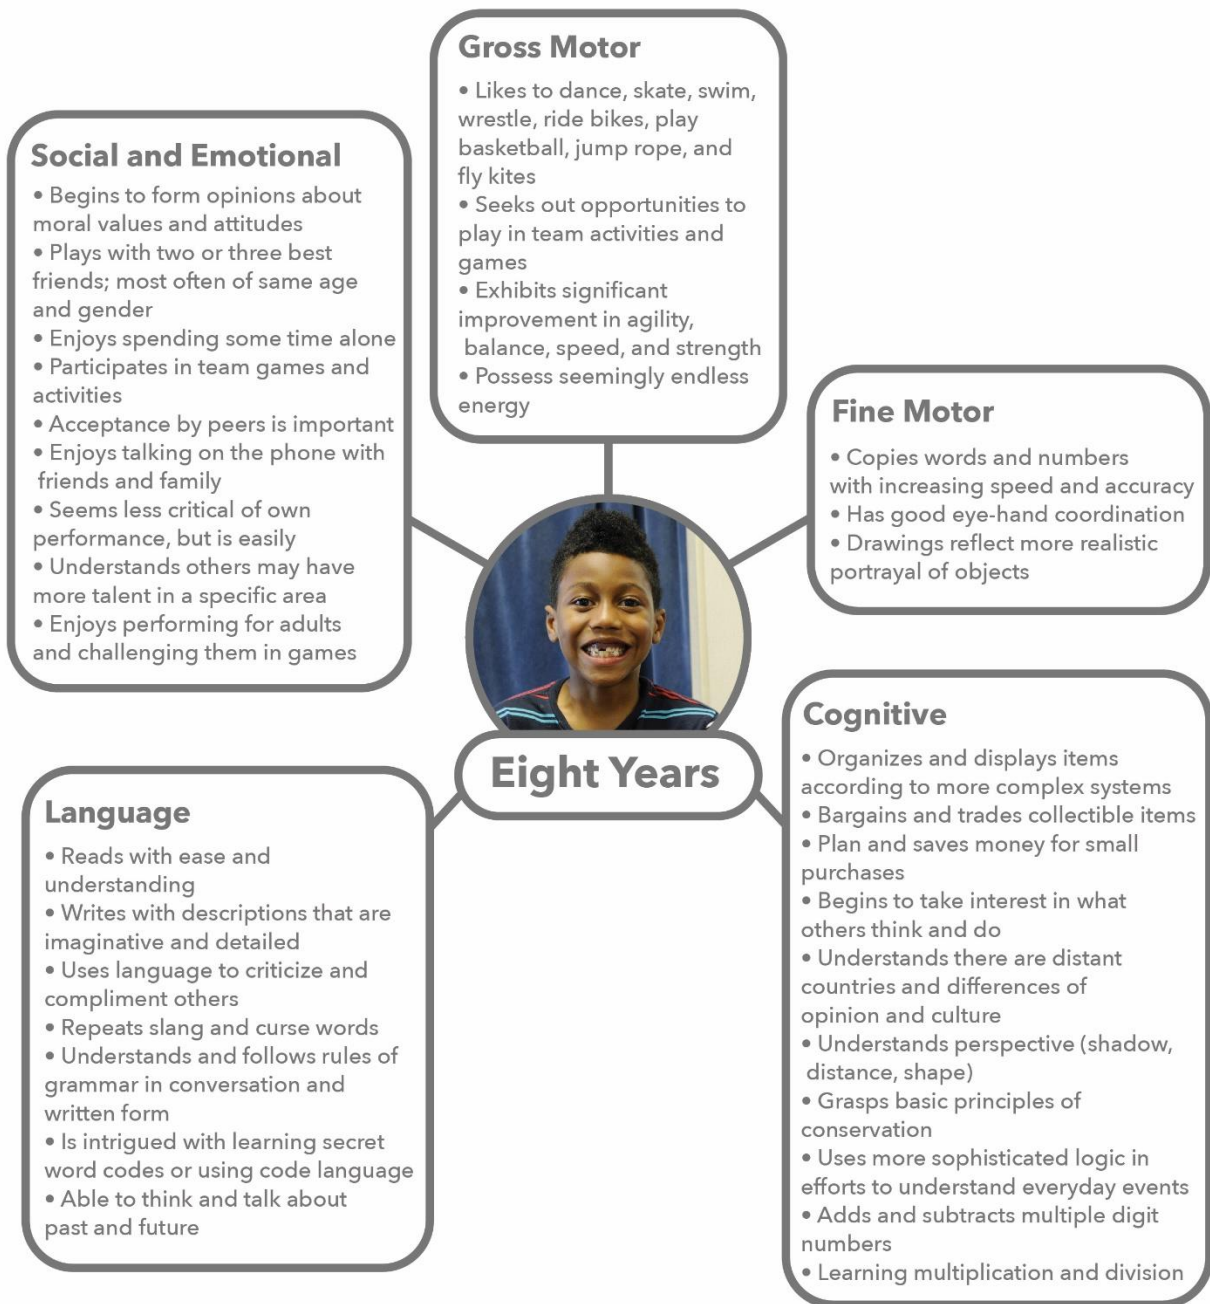 Gross Motor
• Likes to dance, skate, swim,
wrestle, ride bikes, play
basketball, jump rope, and
fly kites
• Seeks out opportunities to
play in team activities and
games
• Exhibits significant
improvement in agility,
balance, speed, and strength
• Possess seemingly endless
energy
Social and Emotional
• Begins to form opinions about
moral values and attitudes
• Plays with two or three best
friends; most often of same age
and gender
• Enjoys spending some time alone
• Participates in team games and
activities
• Acceptance by peers is important
• Enjoys talking on the phone with
friends and family
• Seems less critical of own
performance, but is easily
• Understands others may have
more talent in a specific area
• Enjoys performing for adults
and challenging them in games
Fine Motor
• Copies words and numbers
with increasing speed and accuracy
• Has good eye-hand coordination
• Drawings reflect more realistic
portrayal of objects
Eight Years
Language
• Reads with ease and
understanding
• Writes with descriptions that are
imaginative and detailed
• Uses language to criticize and
compliment others
• Repeats slang and curse words
• Understands and follows rules of
grammar in conversation and
written form
• Is intrigued with learning secret
word codes or using code language
• Able to think and talk about
past and future
Cognitive
• Organizes and displays items
according to more complex systems
• Bargains and trades collectible items
• Plan and saves money for small
purchases
• Begins to take interest in what
others think and do
• Understands there are distant
countries and differences of
opinion and culture
• Understands perspective (shadow,
distance, shape)
• Grasps basic principles of
conservation
• Uses more sophisticated logic in
efforts to understand everyday events
• Adds and subtracts multiple digit
numbers
• Learning multiplication and division